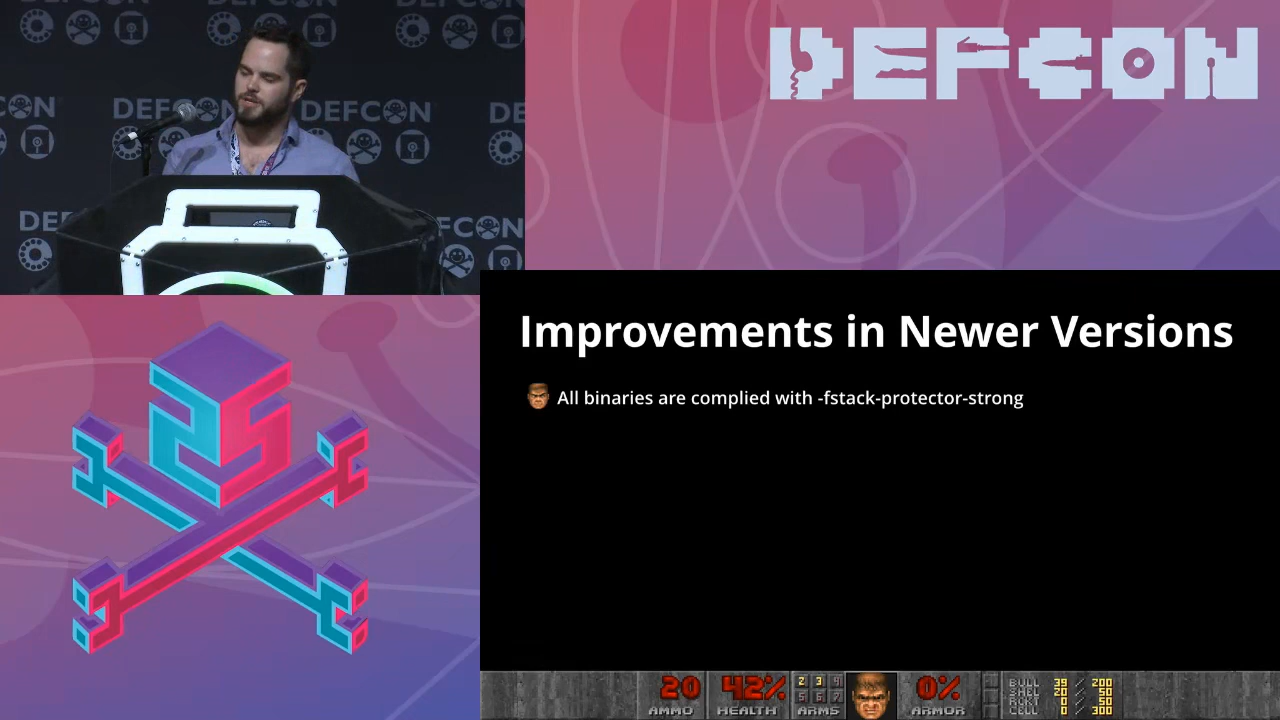 DEFCON
DEFCON
DEFCON
Improvements in Newer Versions
All binaries are complied with -fstack-protector-strong
20
42%
2 3 4
5 6 7
0%
AMMO
HEALTH
ARMS
ARMOR
BULL 39 / 200
SHEL 20 / 50
RCKT 0 / 50
CELL 0 / 300